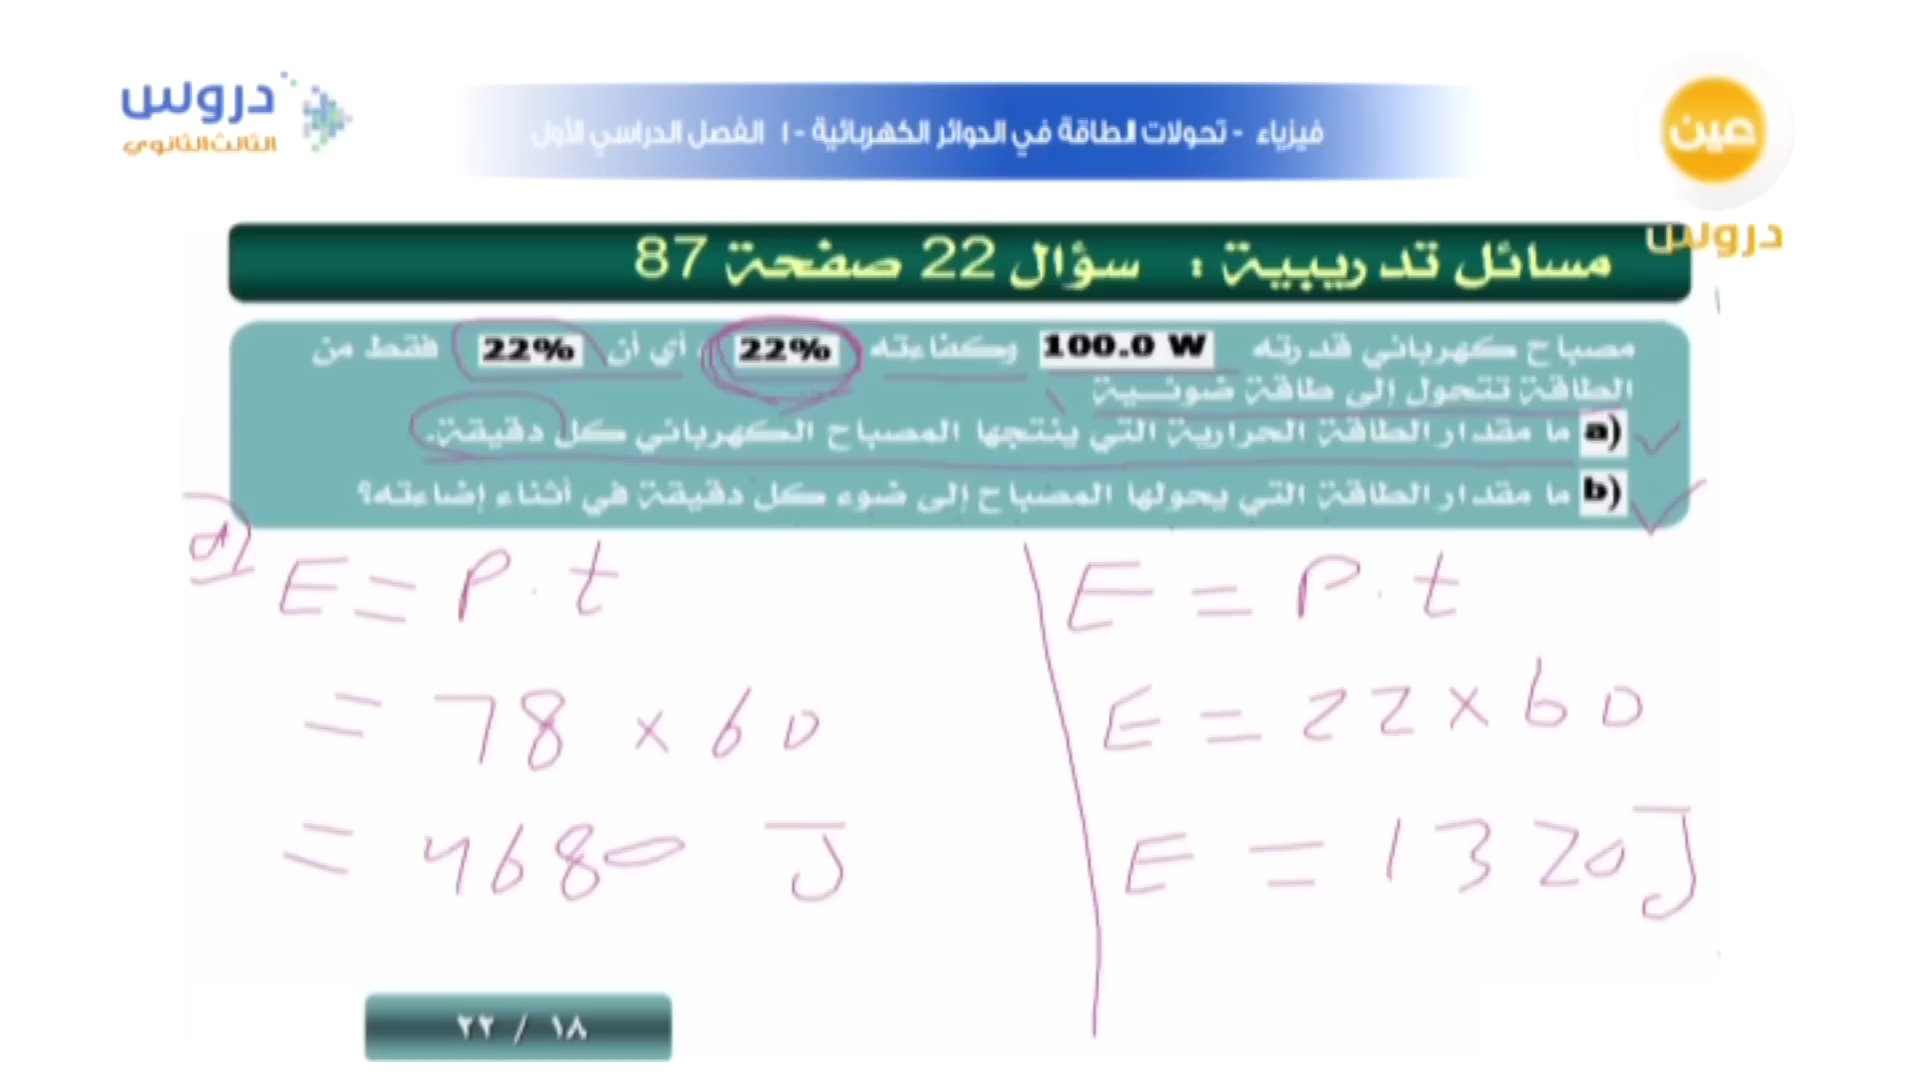 دروس
الثالث الثانوي
فيزياء - تحولات الطاقة في الدوائر الكهربائية - ١ الفصل الدراسي الأول
عين
دروس
مسائل تدريبية : سؤال 22 صفحة 87
مصباح كهربائي قدرته 100.0 W وكفاءته 22% أي أن 22% فقط من
الطاقة تتحول إلى طاقة ضوئـــية
(a ما مقدار الطاقة الحرارية التي ينتجها المصباح الكهربائي كل دقيقة.
(b ما مقدار الطاقة التي يحولها المصباح إلى ضوء كل دقيقة في أثناء إضاءته؟
a) E = P . t
= 78 × 60
= 4680 J
E = P . t
E = 22 × 60
E = 1320 J
١٨ / ٢٢